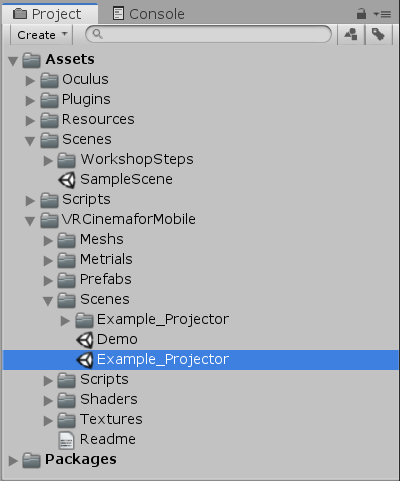 Project Console
Create
Assets
Oculus
Plugins
Resources
Scenes
WorkshopSteps
SampleScene
Scripts
VRCinemaforMobile
Meshs
Metrials
Prefabs
Scenes
Example_Projector
Demo
Example_Projector
Scripts
Shaders
Textures
Readme
Packages